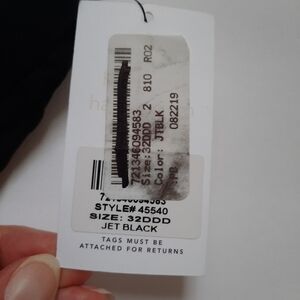 2 810 R02
082219
721346094583
Size: 32DDD
Color: JTBLK
721346094583
STYLE# 45540
SIZE: 32DDD
JET BLACK
TAGS MUST BE
ATTACHED FOR RETURNS